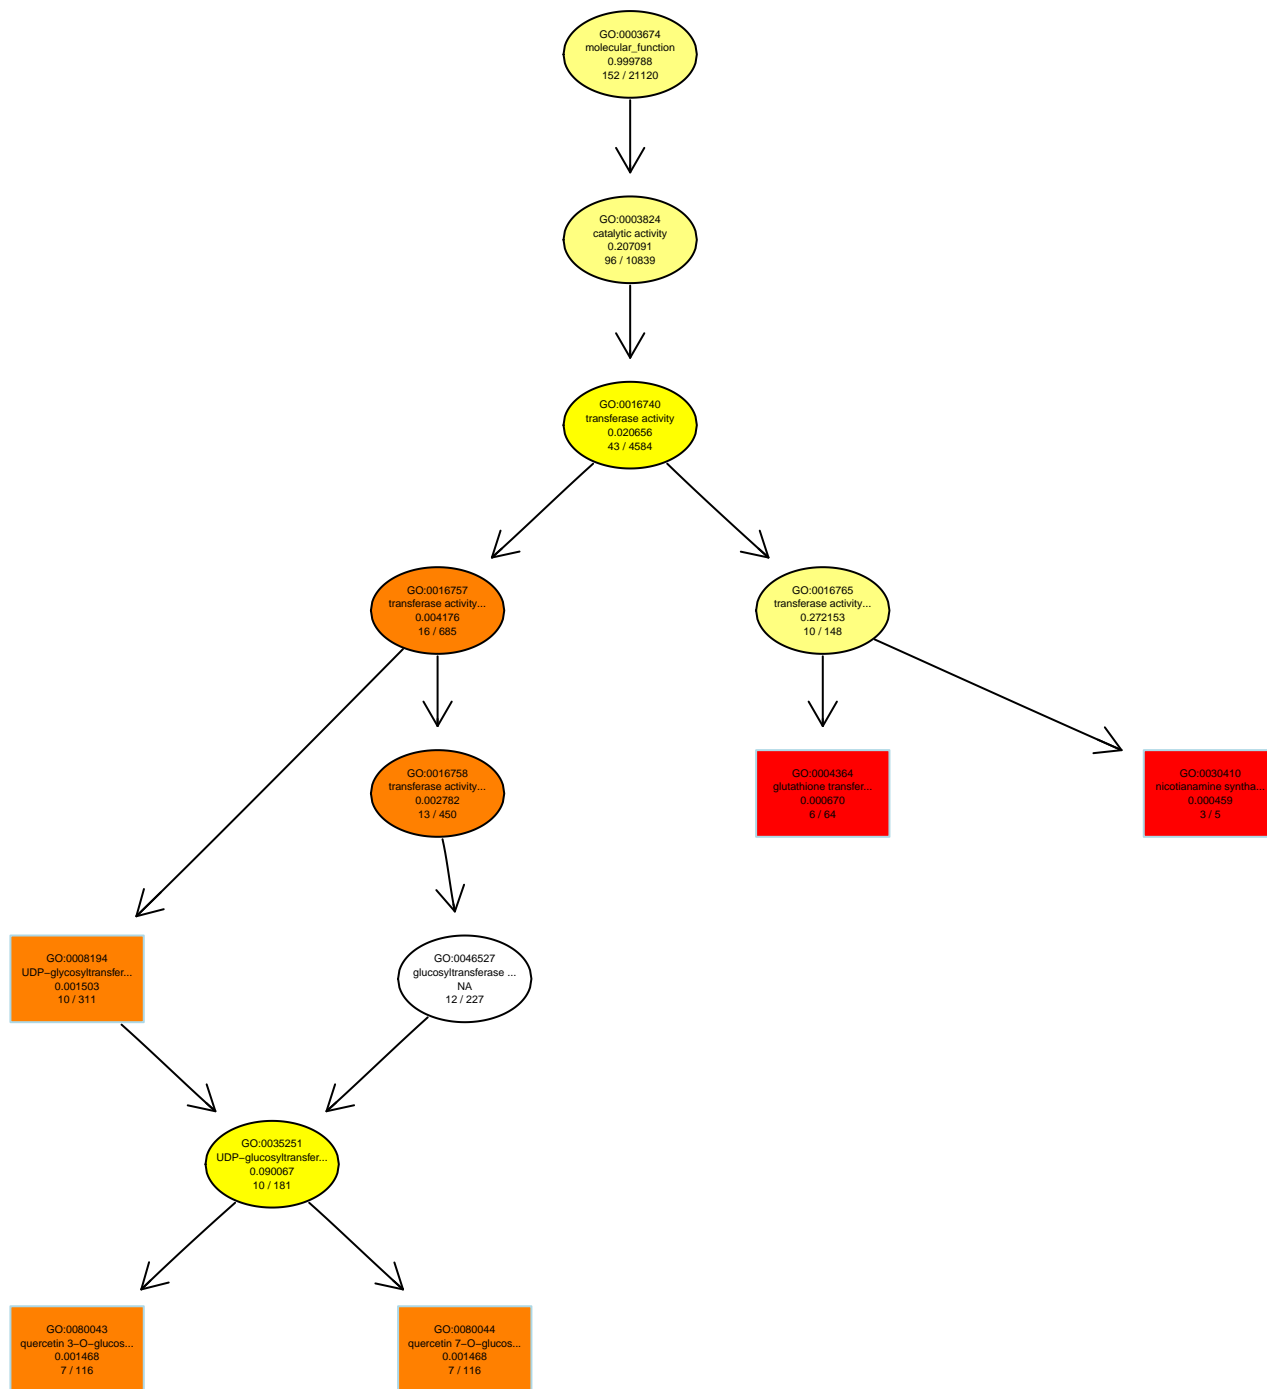 GO:0003674
molecular_function
0.999788
152 / 21120
GO:0003824
catalytic activity
0.207091
96 / 10839
GO:0016740
transferase activity
0.020656
43 / 4584
GO:0016757
transferase activity...
0.004176
16 / 685
GO:0016765
transferase activity...
0.272153
10 / 148
GO:0016758
transferase activity...
0.002782
13 / 450
GO:0004364
glutathione transfer...
0.000670
6 / 64
GO:0030410
nicotianamine syntha...
0.000459
3 / 5
GO:0008194
UDP−glycosyltransfer...
0.001503
10 / 311
GO:0046527
glucosyltransferase ...
NA
12 / 227
GO:0035251
UDP−glucosyltransfer...
0.090067
10 / 181
GO:0080043
quercetin 3−O−glucos...
0.001468
7 / 116
GO:0080044
quercetin 7−O−glucos...
0.001468
7 / 116